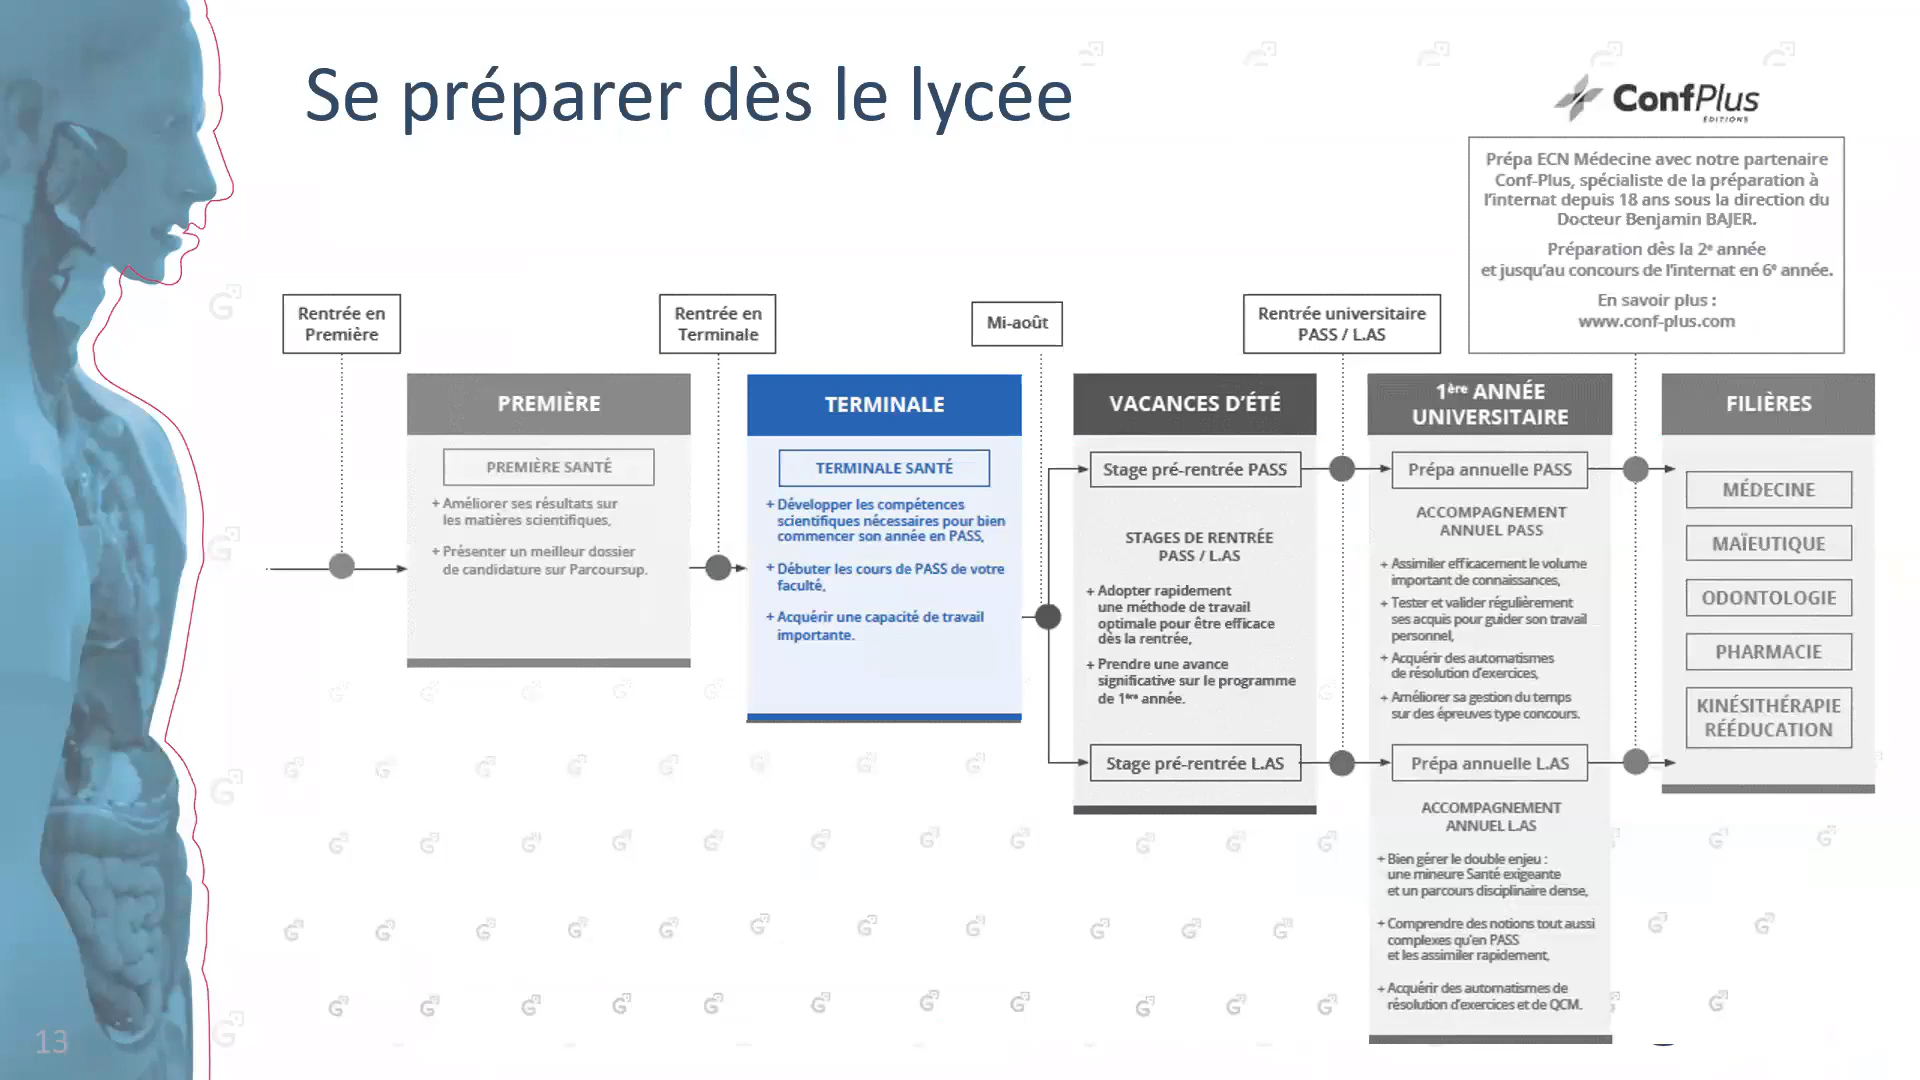 Se préparer dès le lycée
ConfPlus
ÉDITIONS
Prépa ECN Médecine avec notre partenaire
Conf-Plus, spécialiste de la préparation à
l'internat depuis 18 ans sous la direction du
Docteur Benjamin BAJER.
Préparation dès la 2e année
et jusqu'au concours de l'internat en 6e année.
En savoir plus :
www.conf-plus.com
Rentrée en
Première
Rentrée en
Terminale
Mi-août
Rentrée universitaire
PASS / L.AS
PREMIÈRE
PREMIÈRE SANTÉ
+ Améliorer ses résultats sur
les matières scientifiques,
+ Présenter un meilleur dossier
de candidature sur Parcoursup.
TERMINALE
TERMINALE SANTÉ
+ Développer les compétences
scientifiques nécessaires pour bien
commencer son année en PASS,
+ Débuter les cours de PASS de votre
faculté,
+ Acquérir une capacité de travail
importante.
VACANCES D'ÉTÉ
Stage pré-rentrée PASS
STAGES DE RENTRÉE
PASS / L.AS
+ Adopter rapidement
une méthode de travail
optimale pour être efficace
dès la rentrée,
+ Prendre une avance
significative sur le programme
de 1ère année.
Stage pré-rentrée L.AS
1ère ANNÉE
UNIVERSITAIRE
Prépa annuelle PASS
ACCOMPAGNEMENT
ANNUEL PASS
+ Assimiler efficacement le volume
important de connaissances,
+ Tester et valider régulièrement
ses acquis pour guider son travail
personnel,
+ Acquérir des automatismes
de résolution d'exercices,
+ Améliorer sa gestion du temps
sur des épreuves type concours.
Prépa annuelle L.AS
ACCOMPAGNEMENT
ANNUEL L.AS
+ Bien gérer le double enjeu :
une mineure Santé exigeante
et un parcours disciplinaire dense,
+ Comprendre des notions tout aussi
complexes qu'en PASS
et les assimiler rapidement,
+ Acquérir des automatismes de
résolution d'exercices et de QCM.
FILIÈRES
MÉDECINE
MAÏEUTIQUE
ODONTOLOGIE
PHARMACIE
KINÉSITHÉRAPIE
RÉÉDUCATION
13